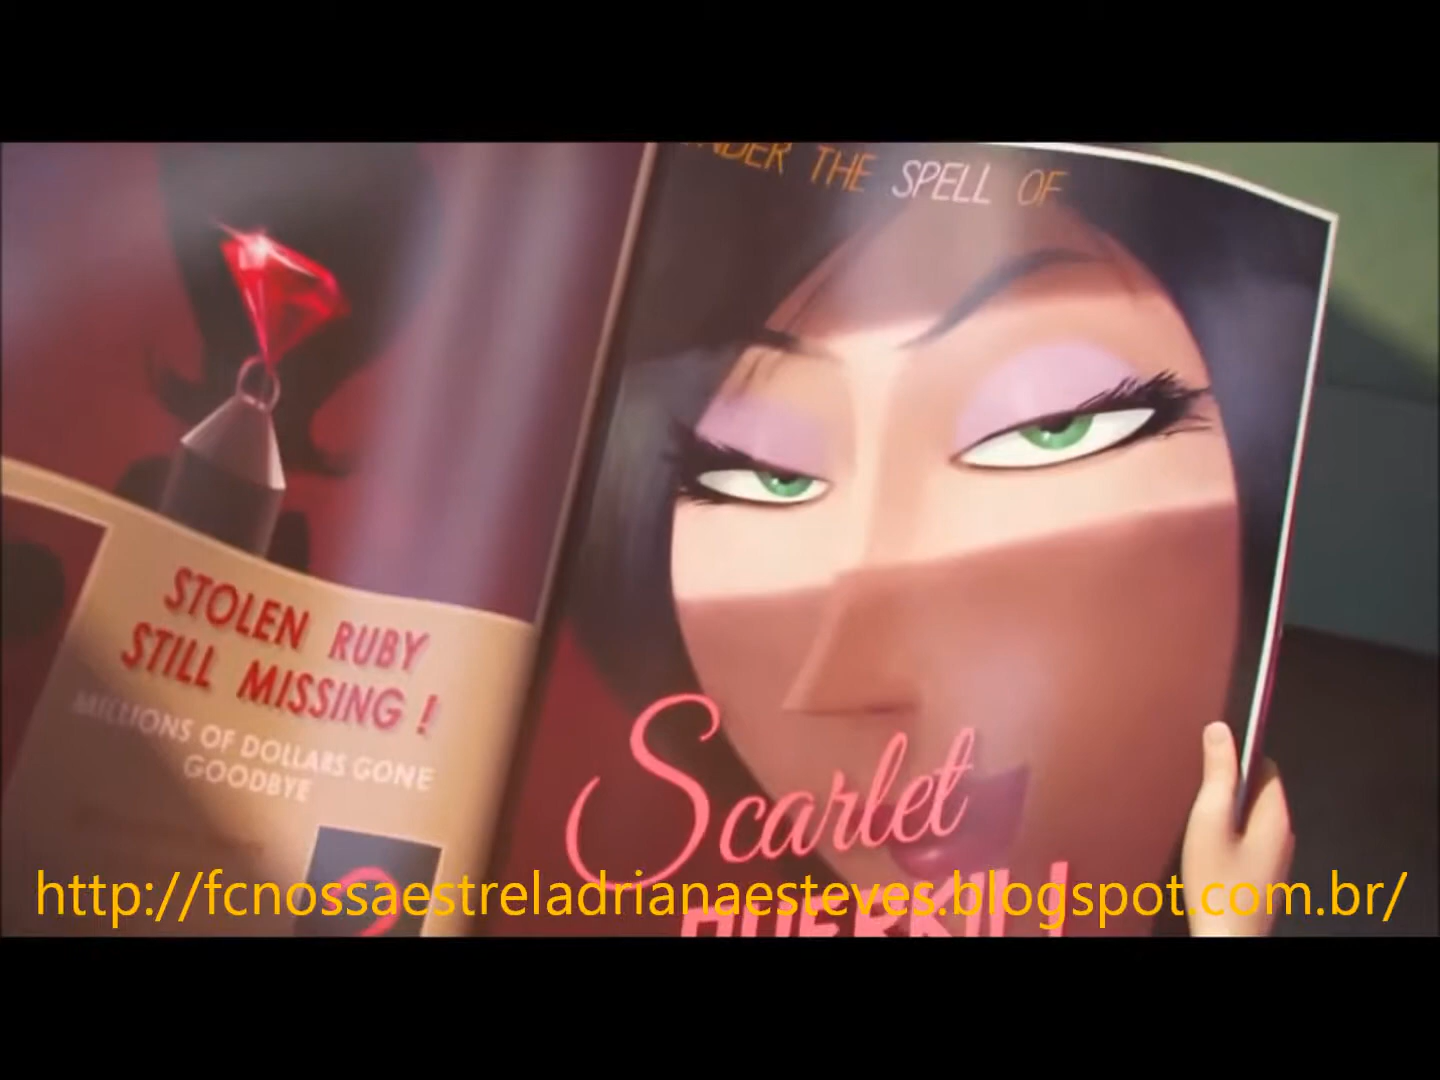 STOLEN RUBY
STILL MISSING !
MILLIONS OF DOLLARS GONE
GOODBYE
THE SPELL OF
Scarlet
http://fcnossaestreladrianaesteves.blogspot.com.br/